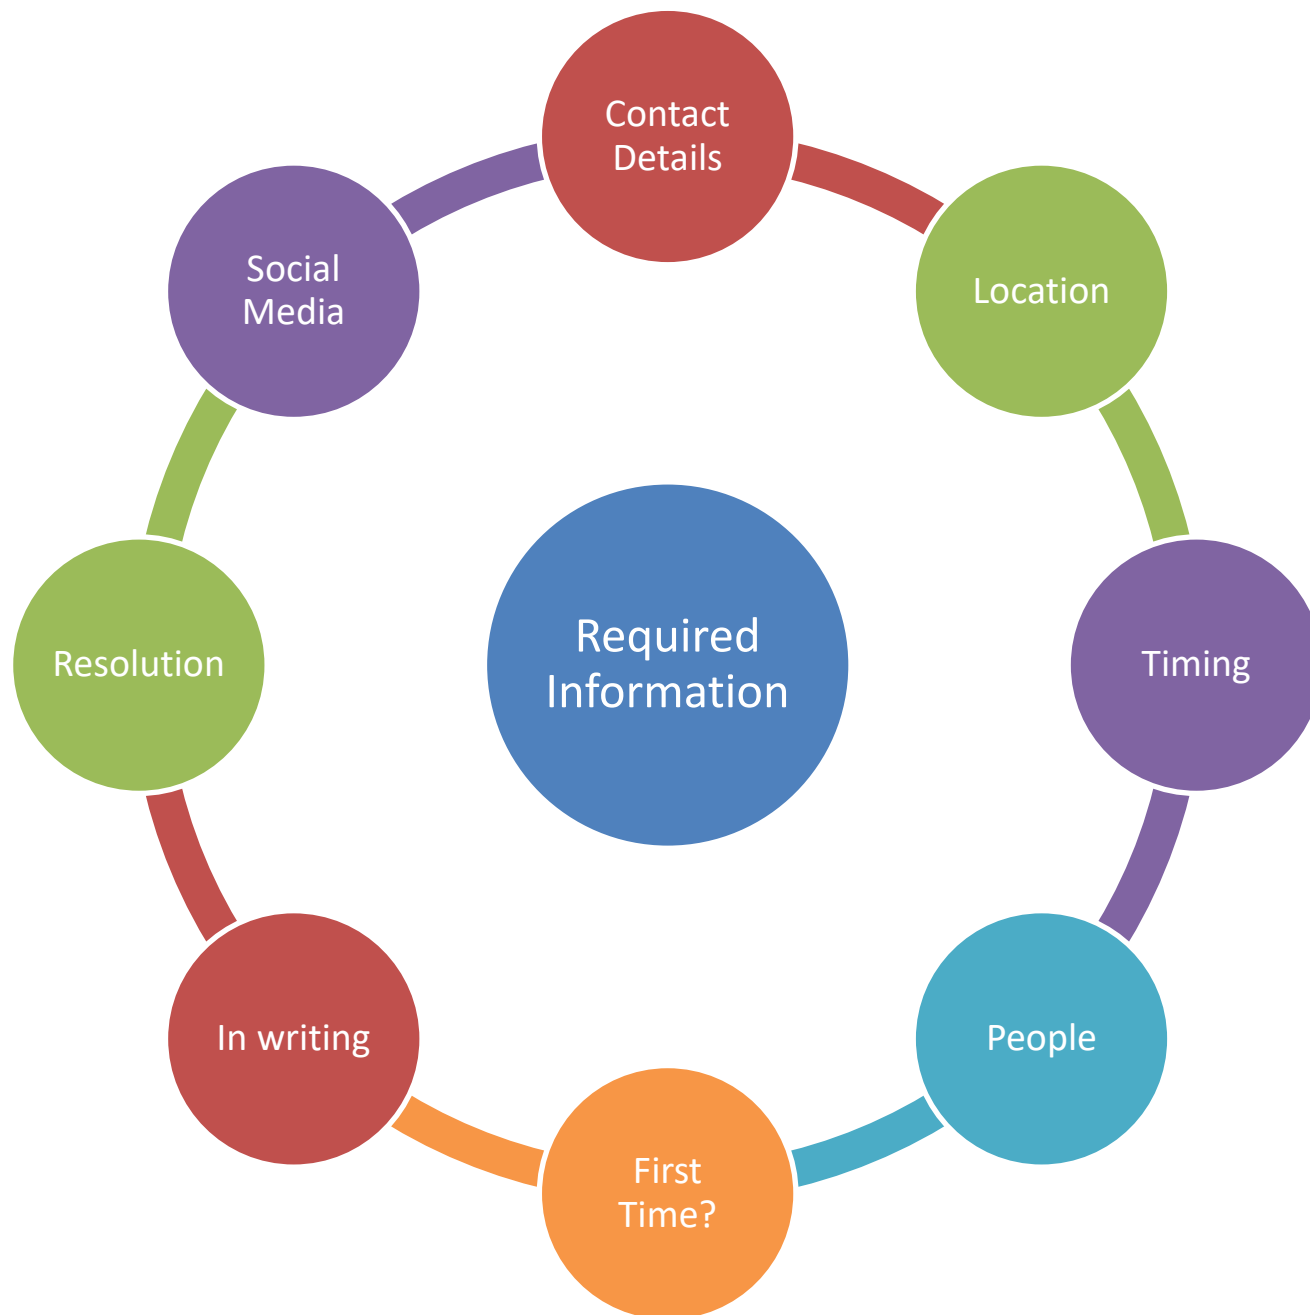 Contact
Details
Location
Timing
People
First
Time?
In writing
Resolution
Social
Media
Required
Information